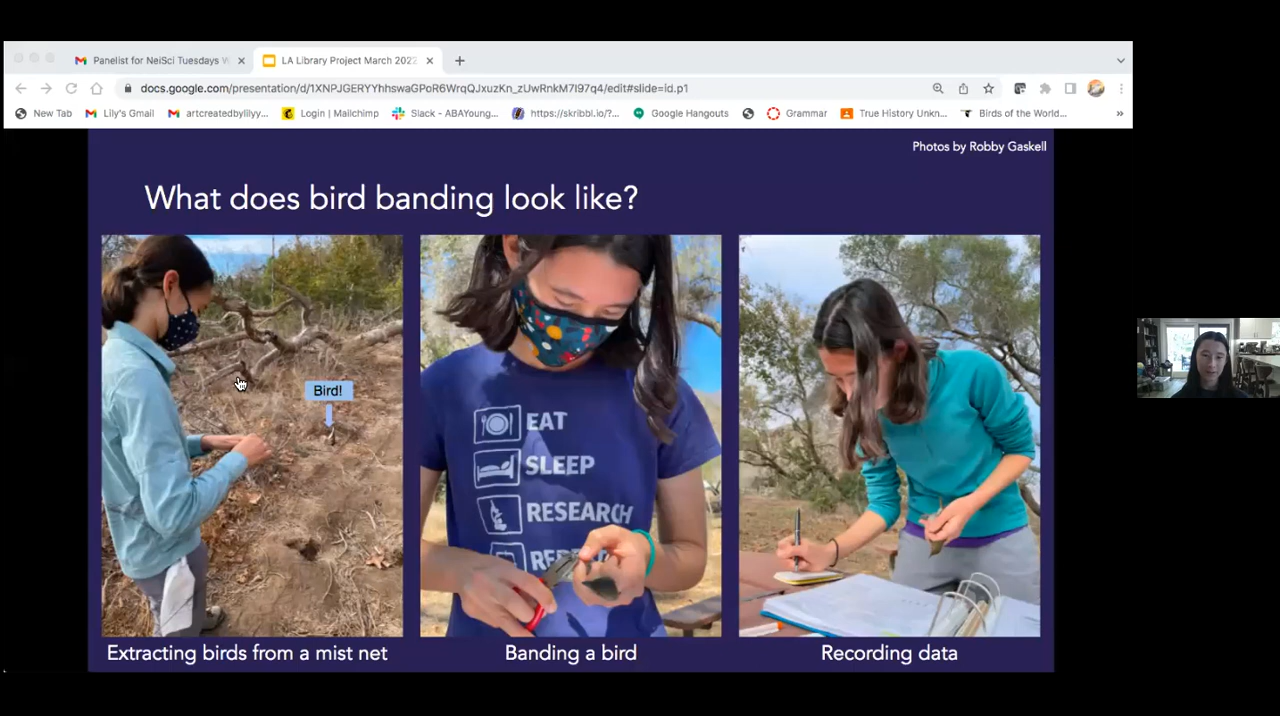 Panelist for NeiSci Tuesdays W
LA Library Project March 2022
docs.google.com/presentation/d/1XNPJGERYYhhswaGPoR6WrqQJxuzKn_zUwRnkM7I97q4/edit#slide=id.p1
New Tab
Lily's Gmail
artcreatedbylilyy...
Login | Mailchimp
Slack - ABAYoung...
https://skribbl.io/?...
Google Hangouts
Grammar
True History Unkn...
Birds of the World...
»
Photos by Robby Gaskell
What does bird banding look like?
Bird!
EAT
SLEEP
RESEARCH
Extracting birds from a mist net
Banding a bird
Recording data